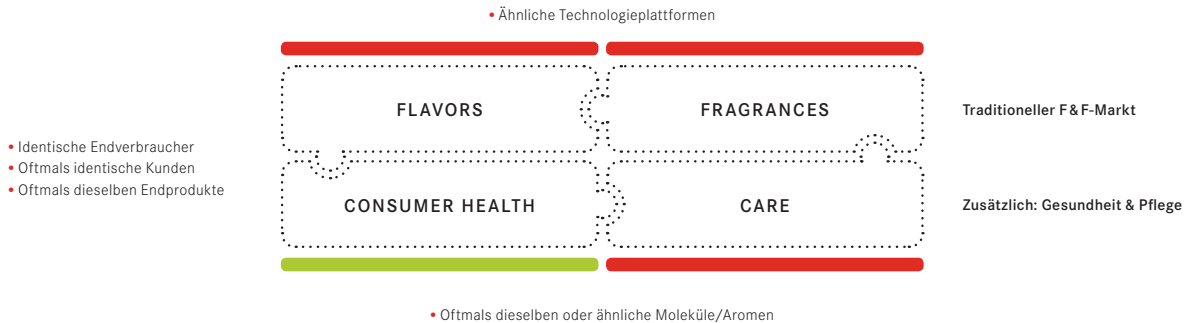 • Ähnliche Technologieplattformen
FLAVORS
FRAGRANCES
Traditioneller F & F-Markt
• Identische Endverbraucher
• Oftmals identische Kunden
• Oftmals dieselben Endprodukte
CONSUMER HEALTH
CARE
Zusätzlich: Gesundheit & Pflege
• Oftmals dieselben oder ähnliche Moleküle/Aromen